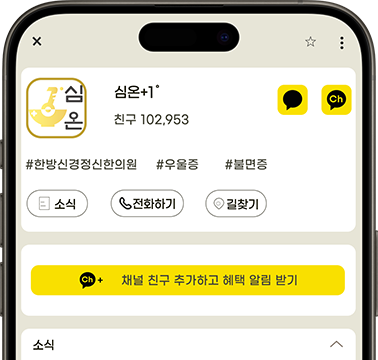 심온
심온+1˚
친구 102,953
Ch
#한방신경정신한의원 #우울증 #불면증
소식 전화하기 길찾기
Ch+ 채널 친구 추가하고 혜택 알림 받기
소식